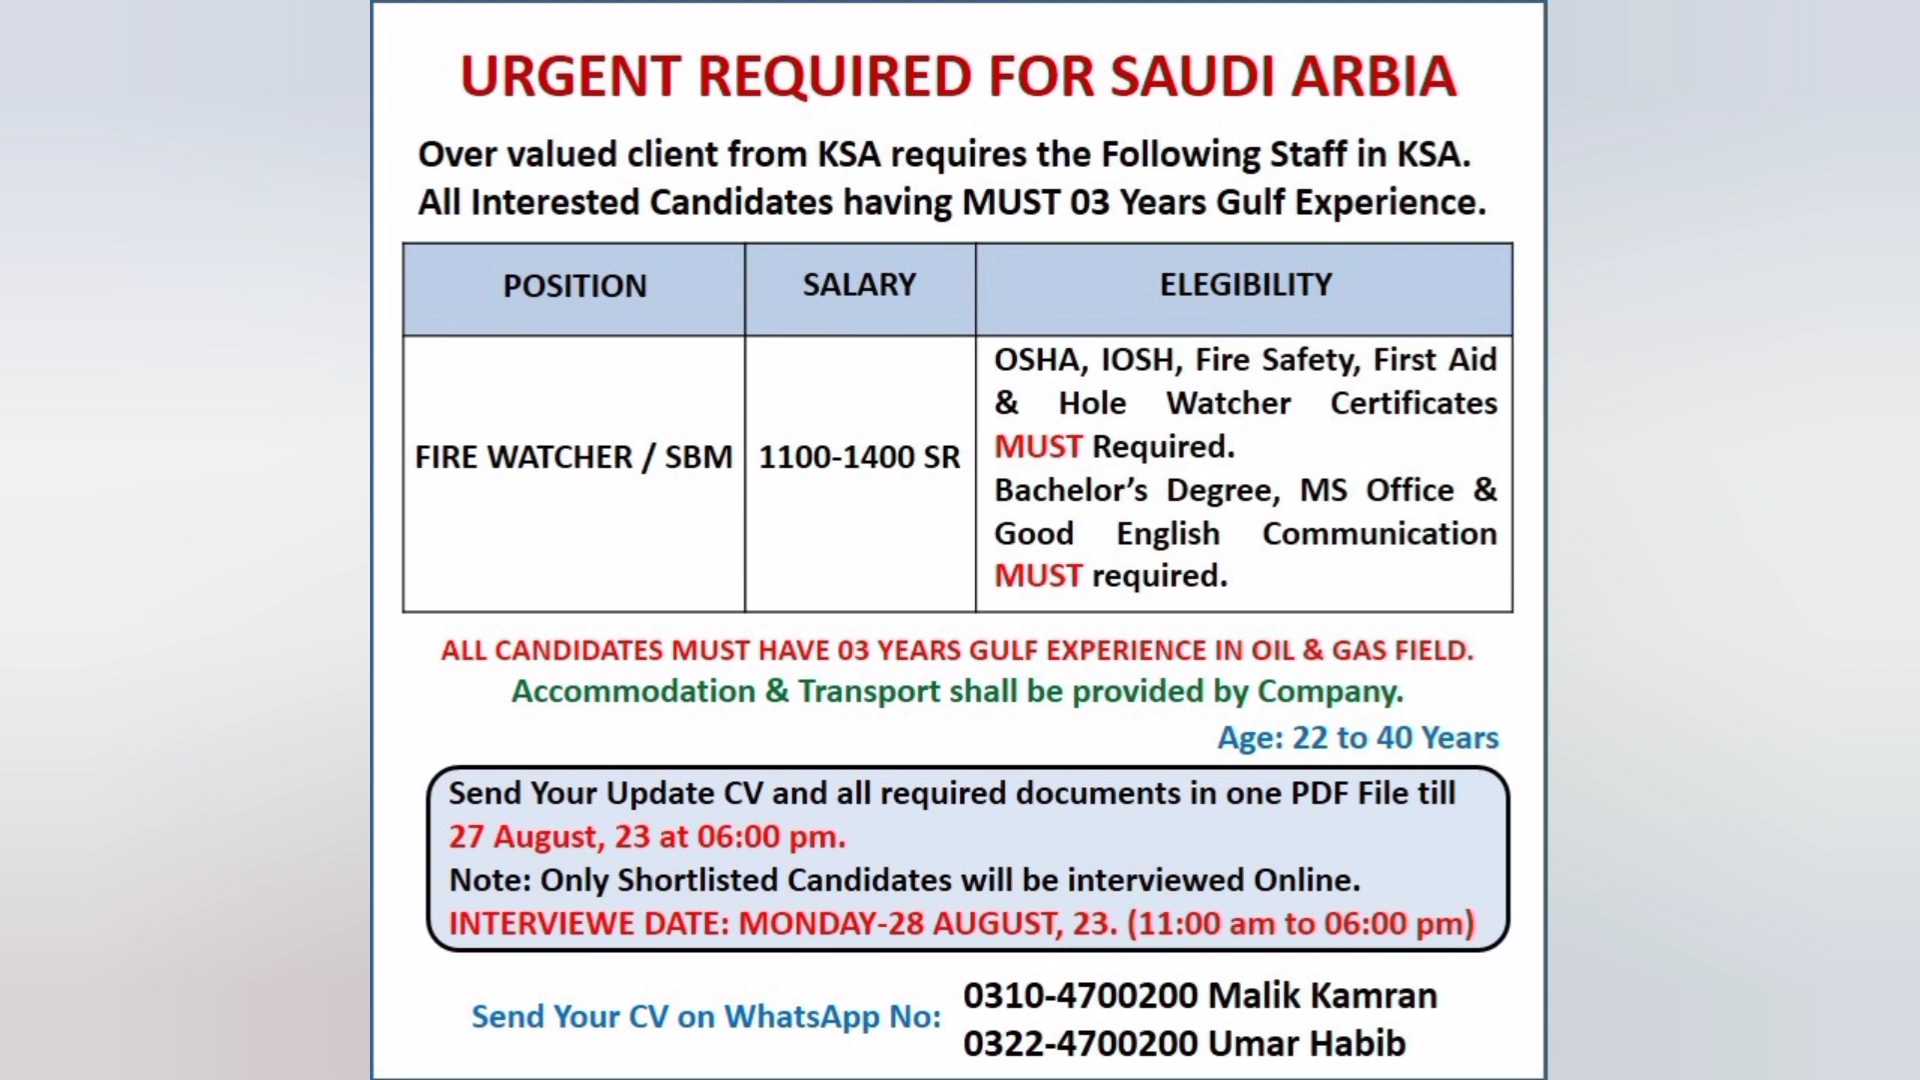 URGENT REQUIRED FOR SAUDI ARBIA
Over valued client from KSA requires the Following Staff in KSA.
All Interested Candidates having MUST 03 Years Gulf Experience.
POSITION
SALARY
ELEGIBILITY
FIRE WATCHER / SBM
1100-1400 SR
OSHA, IOSH, Fire Safety, First Aid
& Hole Watcher Certificates
MUST Required.
Bachelor’s Degree, MS Office &
Good English Communication
MUST required.
ALL CANDIDATES MUST HAVE 03 YEARS GULF EXPERIENCE IN OIL & GAS FIELD.
Accommodation & Transport shall be provided by Company.
Age: 22 to 40 Years
Send Your Update CV and all required documents in one PDF File till
27 August, 23 at 06:00 pm.
Note: Only Shortlisted Candidates will be interviewed Online.
INTERVIEWE DATE: MONDAY-28 AUGUST, 23. (11:00 am to 06:00 pm)
Send Your CV on WhatsApp No:
0310-4700200 Malik Kamran
0322-4700200 Umar Habib